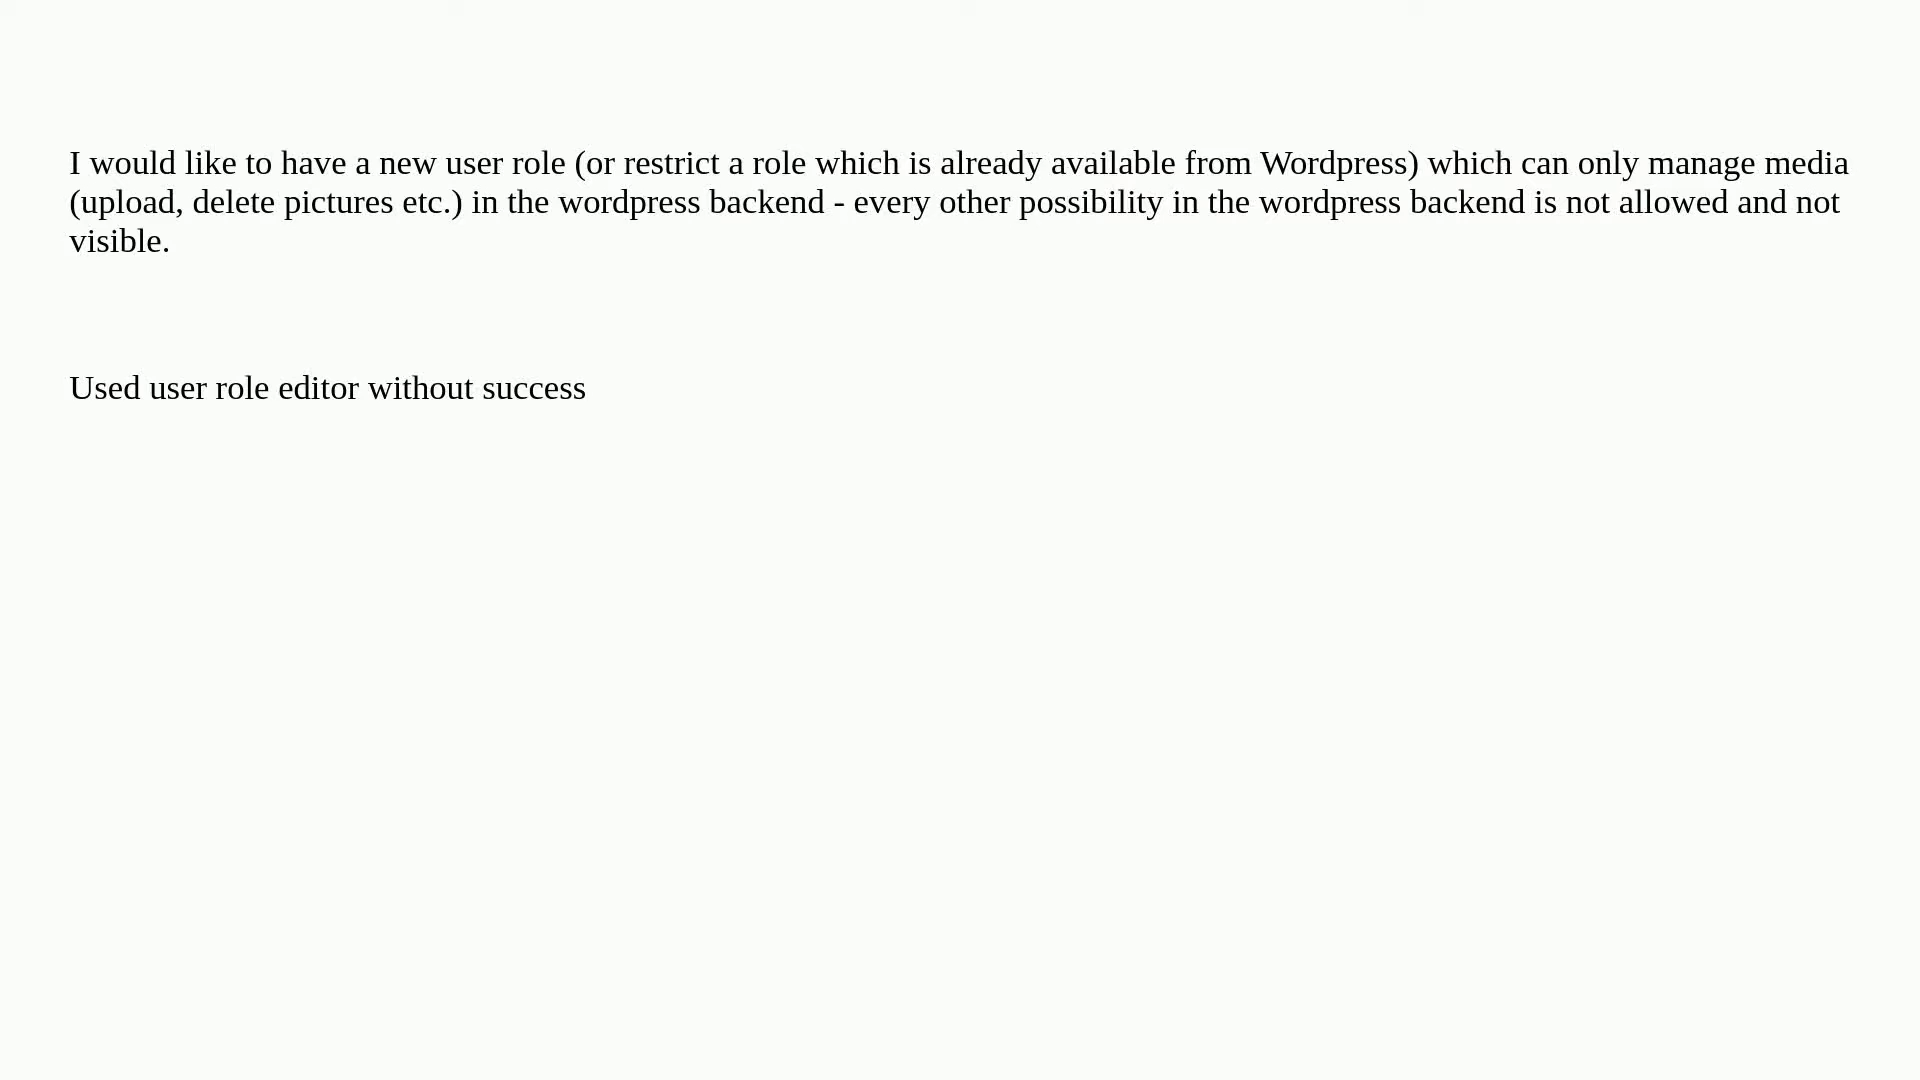 I would like to have a new user role (or restrict a role which is already available from Wordpress) which can only manage media
(upload, delete pictures etc.) in the wordpress backend - every other possibility in the wordpress backend is not allowed and not
visible.
Used user role editor without success